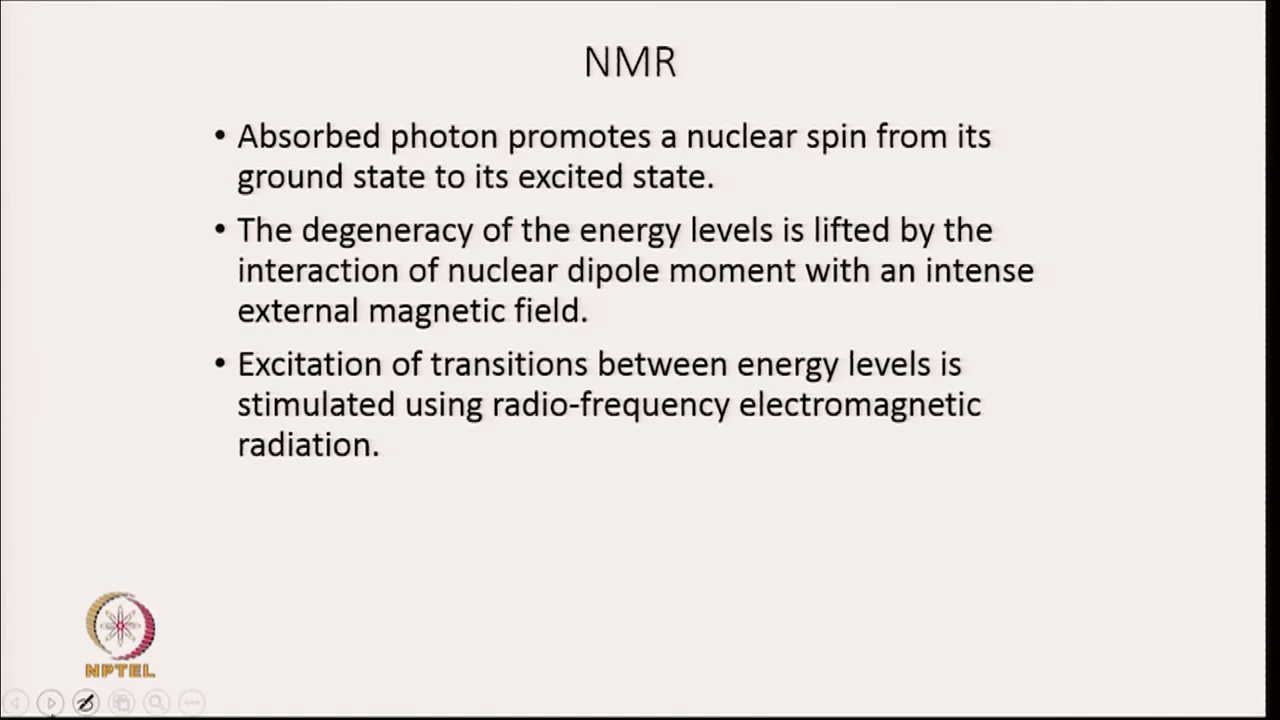 NMR
• Absorbed photon promotes a nuclear spin from its
ground state to its excited state.
• The degeneracy of the energy levels is lifted by the
interaction of nuclear dipole moment with an intense
external magnetic field.
• Excitation of transitions between energy levels is
stimulated using radio-frequency electromagnetic
radiation.
NPTEL